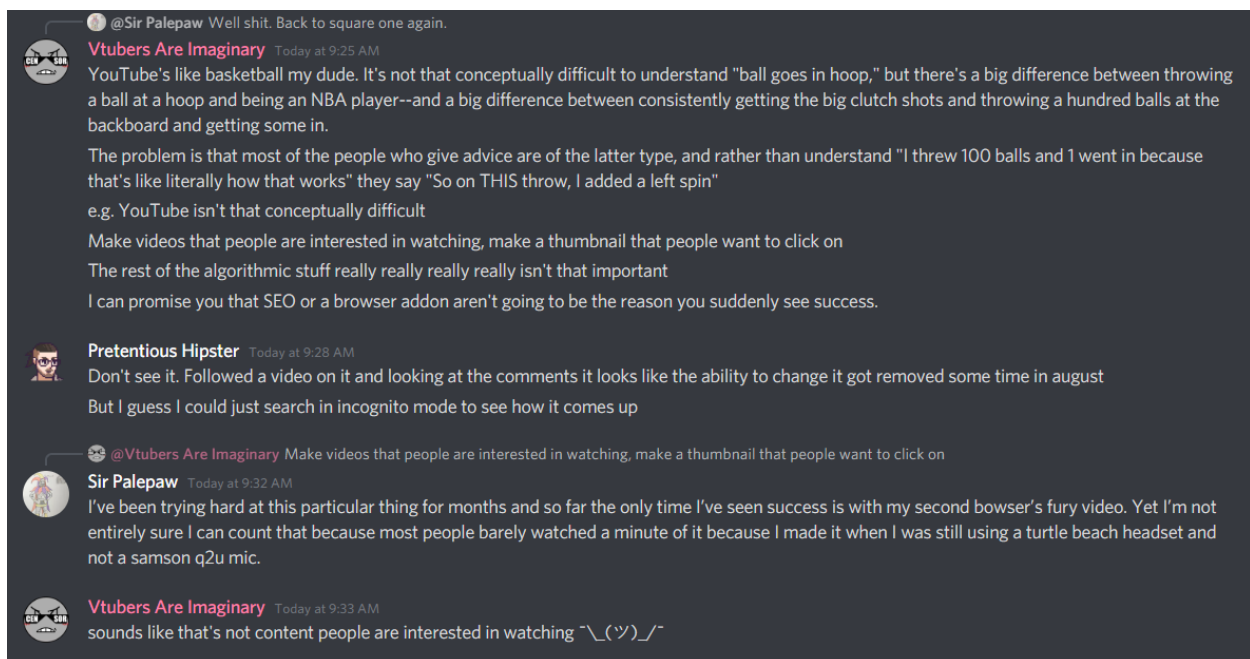 @Sir Palepaw Well shit. Back to square one again.
Vtubers Are Imaginary Today at 9:25 AM
YouTube's like basketball my dude. It's not that conceptually difficult to understand "ball goes in hoop," but there's a big difference between throwing
a ball at a hoop and being an NBA player--and a big difference between consistently getting the big clutch shots and throwing a hundred balls at the
backboard and getting some in.
The problem is that most of the people who give advice are of the latter type, and rather than understand "I threw 100 balls and 1 went in because
that's like literally how that works" they say "So on THIS throw, I added a left spin"
e.g. YouTube isn't that conceptually difficult
Make videos that people are interested in watching, make a thumbnail that people want to click on
The rest of the algorithmic stuff really really really really isn't that important
I can promise you that SEO or a browser addon aren't going to be the reason you suddenly see success.
Pretentious Hipster Today at 9:28 AM
Don't see it. Followed a video on it and looking at the comments it looks like the ability to change it got removed some time in august
But I guess I could just search in incognito mode to see how it comes up
@Vtubers Are Imaginary Make videos that people are interested in watching, make a thumbnail that people want to click on
Sir Palepaw Today at 9:32 AM
I've been trying hard at this particular thing for months and so far the only time I've seen success is with my second bowser's fury video. Yet I'm not
entirely sure I can count that because most people barely watched a minute of it because I made it when I was still using a turtle beach headset and
not a samson q2u mic.
Vtubers Are Imaginary Today at 9:33 AM
sounds like that's not content people are interested in watching ¯\_(ツ)_/¯